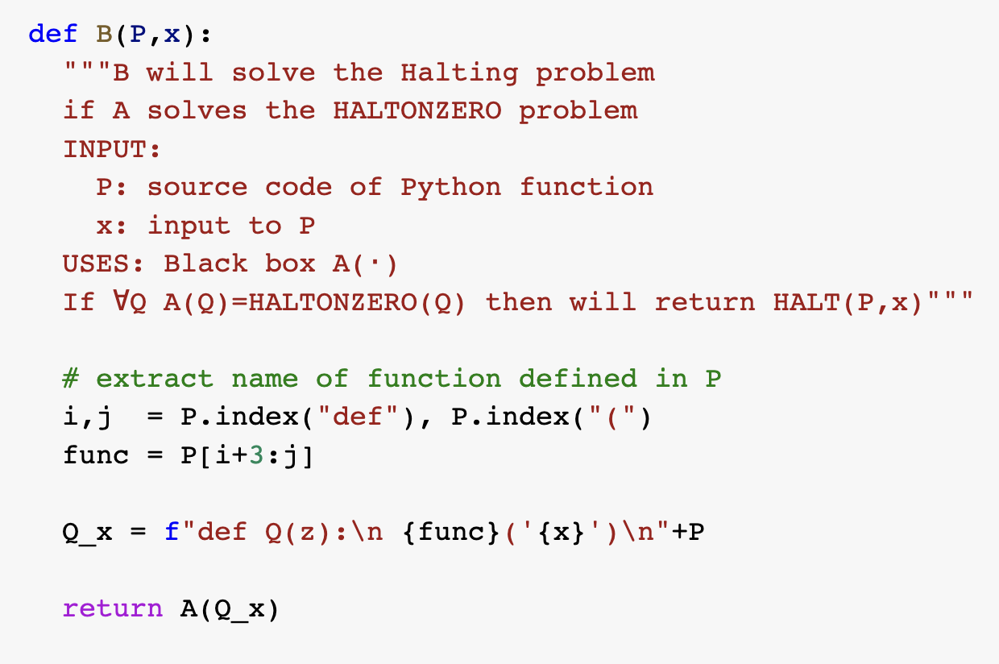 def B(P,x):
  """B will solve the Halting problem
  if A solves the HALTONZERO problem
  INPUT:
    P: source code of Python function
    x: input to P
  USES: Black box A(·)
  If ∀Q A(Q)=HALTONZERO(Q) then will return HALT(P,x)"""

  # extract name of function defined in P
  i,j  = P.index("def"), P.index("(")
  func = P[i+3:j]

  Q_x = f"def Q(z):\n {func}('{x}')\n"+P

  return A(Q_x)